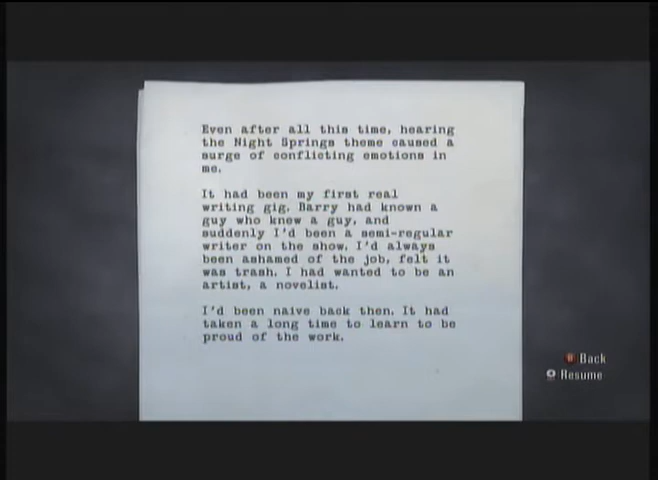 Even after all this time, hearing
the Night Springs theme caused a
surge of conflicting emotions in
me.
It had been my first real
writing gig. Barry had known a
guy who knew a guy, and
suddenly I'd been a semi-regular
writer on the show. I'd always
been ashamed of the job, felt it
was trash. I had wanted to be an
artist, a novelist.
I'd been naive back then. It had
taken a long time to learn to be
proud of the work.
Back
Resume